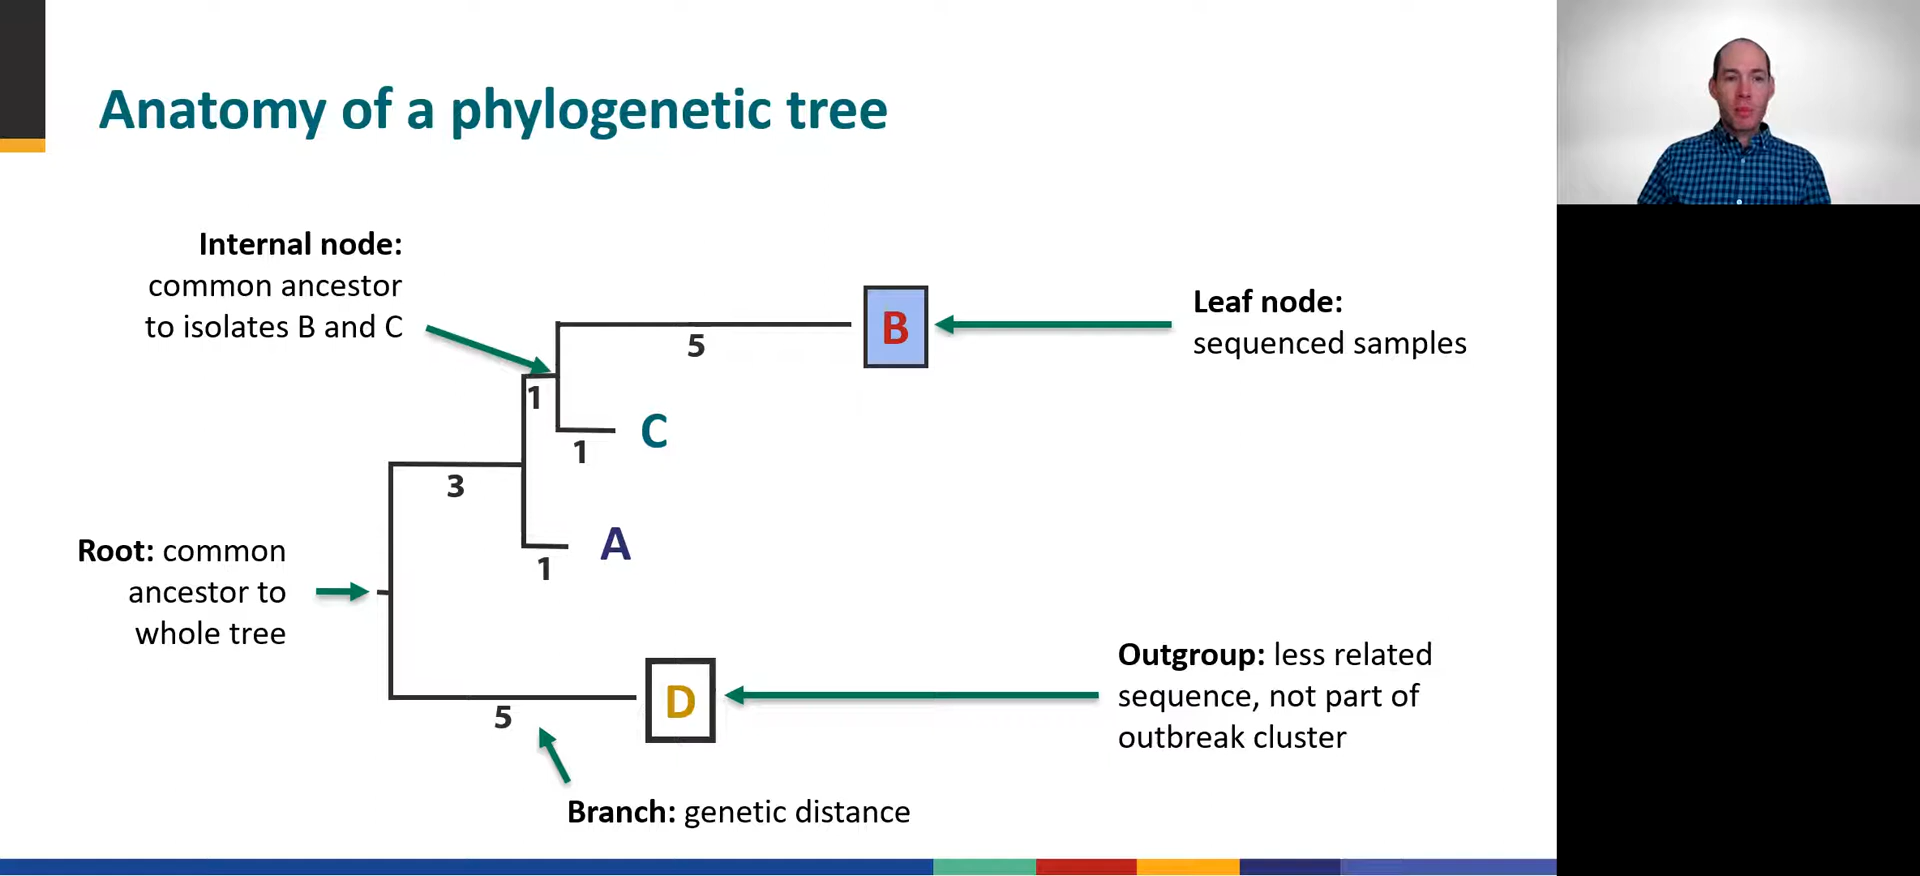 Anatomy of a phylogenetic tree
Internal node:
common ancestor
to isolates B and C
Leaf node:
sequenced samples
B
5
1
C
1
3
A
1
Root: common
ancestor to
whole tree
Outgroup: less related
sequence, not part of
outbreak cluster
D
5
Branch: genetic distance